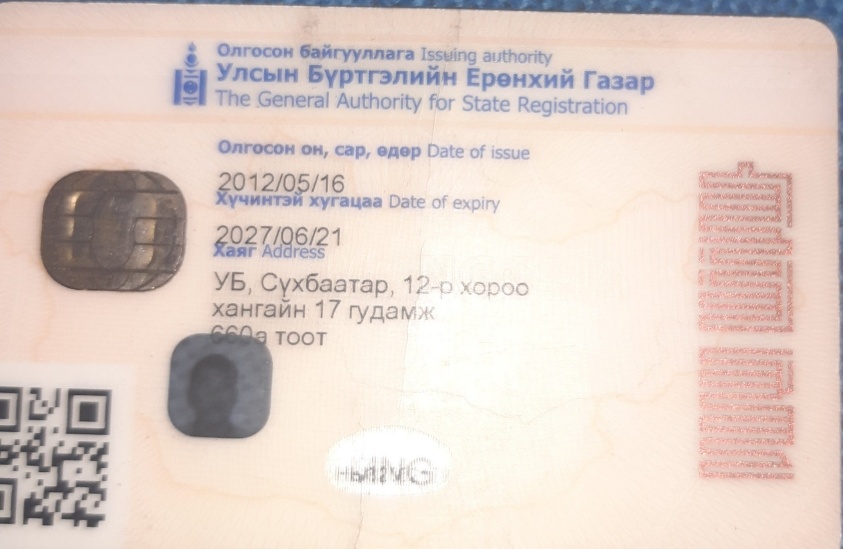 Олгосон байгууллага Issuing authority
Улсын Бүртгэлийн Ерөнхий Газар
The General Authority for State Registration
Олгосон он, сар, өдөр Date of issue
2012/05/16
Хүчинтэй хугацаа Date of expiry
2027/06/21
Хаяг Address
УБ, Сүхбаатар, 12-р хороо
хангайн 17 гудамж
660а тоот